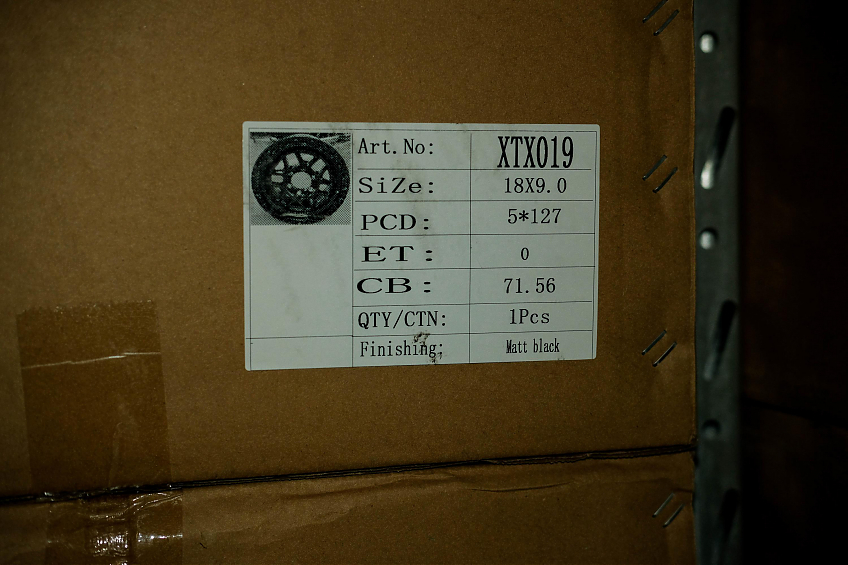 Art.No: XTX019
SiZe: 18X9.0
PCD: 5*127
ET: 0
CB: 71.56
QTY/CTN: 1Pcs
Finishing: Matt black